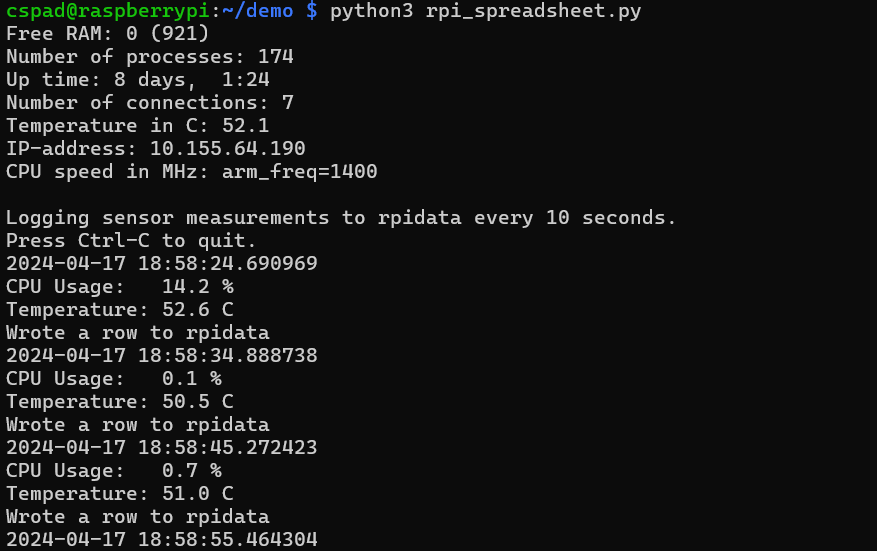 cspad@raspberrypi:~/demo $ python3 rpi_spreadsheet.py
Free RAM: 0 (921)
Number of processes: 174
Up time: 8 days,  1:24
Number of connections: 7
Temperature in C: 52.1
IP-address: 10.155.64.190
CPU speed in MHz: arm_freq=1400

Logging sensor measurements to rpidata every 10 seconds.
Press Ctrl-C to quit.
2024-04-17 18:58:24.690969
CPU Usage:   14.2 %
Temperature: 52.6 C
Wrote a row to rpidata
2024-04-17 18:58:34.888738
CPU Usage:   0.1 %
Temperature: 50.5 C
Wrote a row to rpidata
2024-04-17 18:58:45.272423
CPU Usage:   0.7 %
Temperature: 51.0 C
Wrote a row to rpidata
2024-04-17 18:58:55.464304